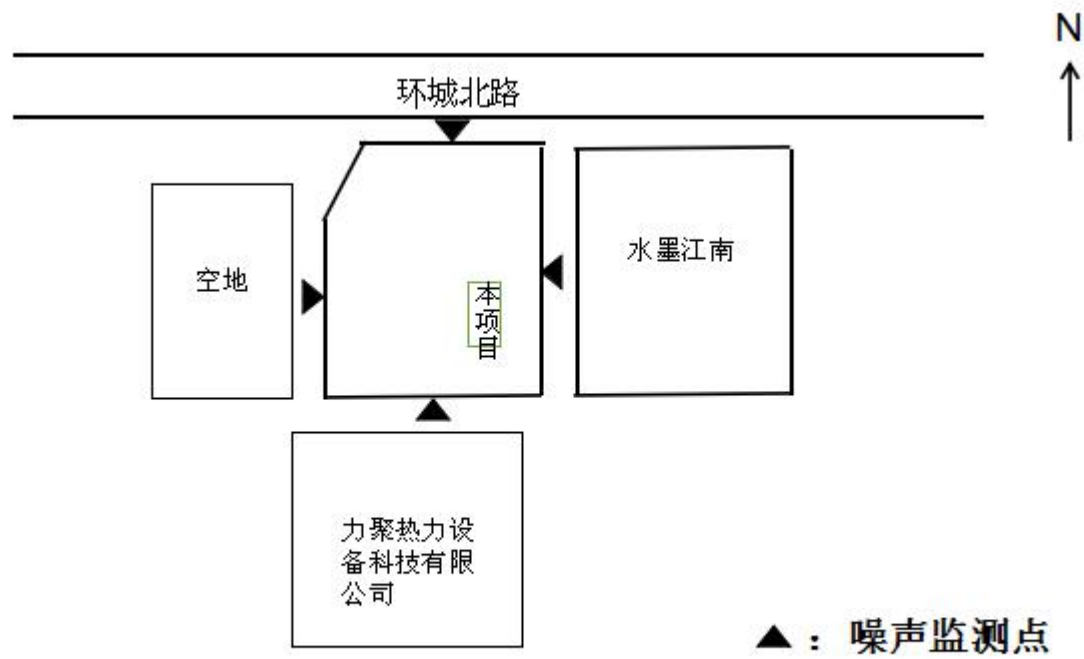 N
环城北路
水墨江南
空地
本
项
目
力聚热力设
备科技有限
公司
▲：噪声监测点